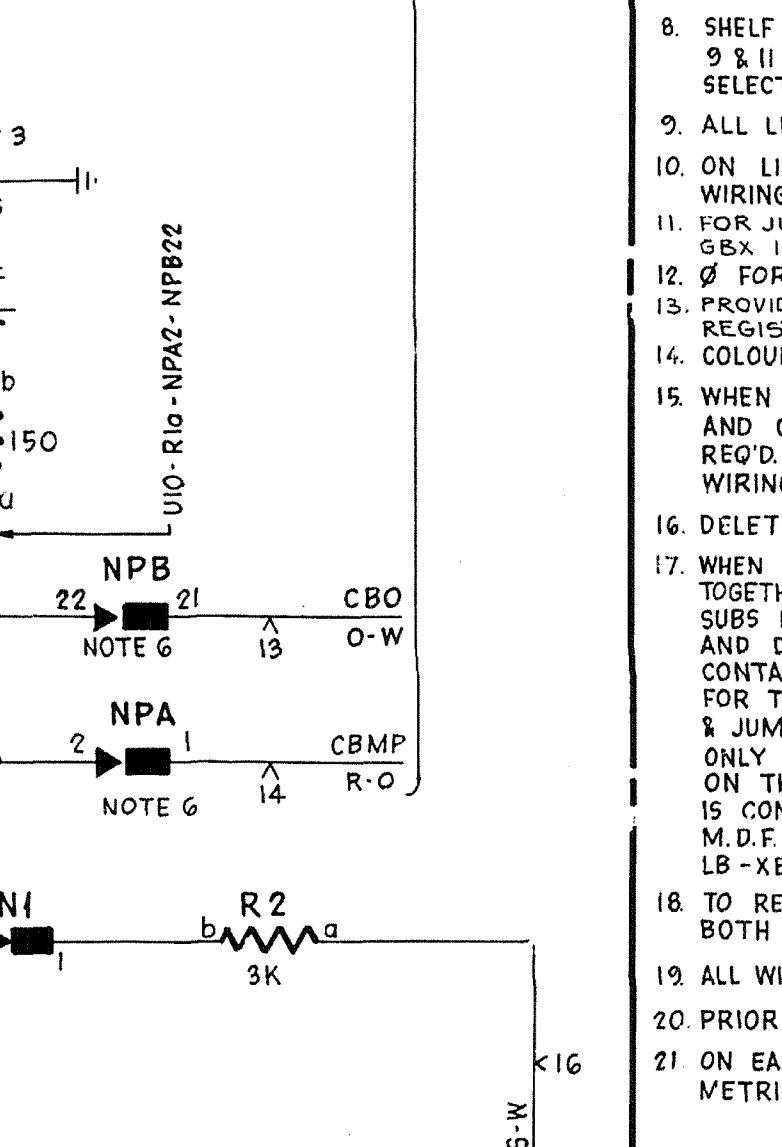 3
b
150
a
U10-R1a-NPA2-NPB22
NPB
22 21 CBO
NOTE 6 13 O-W
NPA
2 1 CBMP
NOTE 6 14 R-O
N1 R2
b a
1 3K
16
G-W
8. SHELF
9 & 11
SELECT
9. ALL
10. ON LI
WIRING
11. FOR JU
GBX 1
12. Ø FOR
13. PROVID
REGIS
14. COLOU
15. WHEN
AND
REQ'D.
WIRING
16. DELET
17. WHEN
TOGETH
SUBS
AND D
CONTA
FOR T
& JUM
ONLY
ON TH
IS CON
M.D.F.
LB-XB
18. TO RE
BOTH
19. ALL WI
20. PRIOR
21. ON EA
METRI